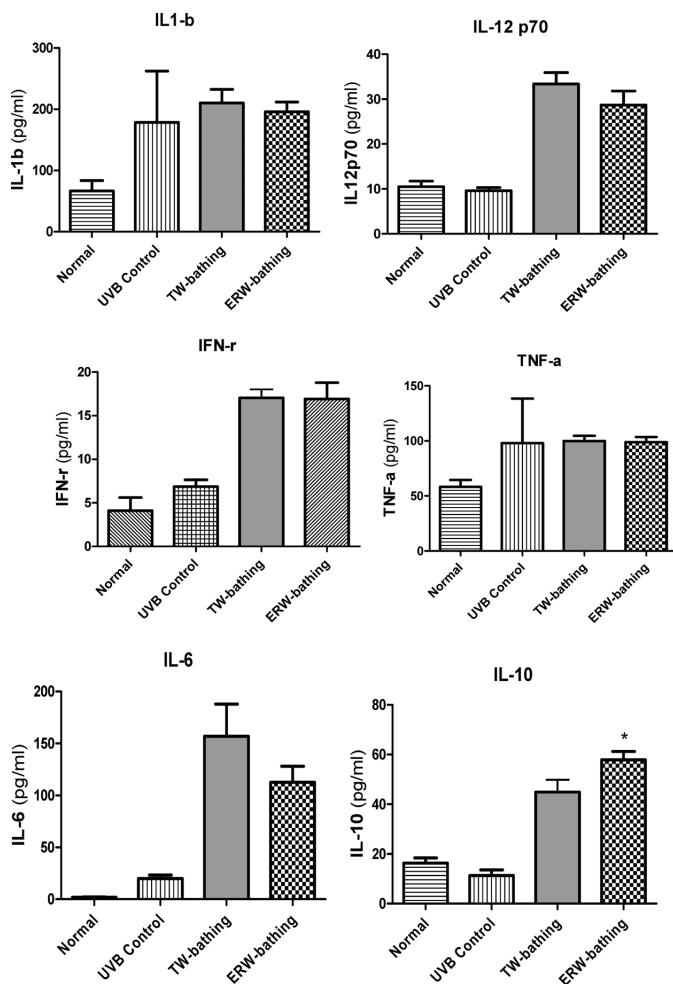 IL1-b
IL-1b (pg/ml)
300
200
100
0
Normal
UVB Control
TW-bathing
ERW-bathing
IL-12 p70
IL12p70 (pg/ml)
40
30
20
10
0
Normal
UVB Control
TW-bathing
ERW-bathing
IFN-r
IFN-r (pg/ml)
20
15
10
5
0
Normal
UVB Control
TW-bathing
ERW-bathing
TNF-a
TNF-a (pg/ml)
150
100
50
0
Normal
UVB Control
TW-bathing
ERW-bathing
IL-6
IL-6 (pg/ml)
200
150
100
50
0
Normal
UVB Control
TW-bathing
ERW-bathing
IL-10
IL-10 (pg/ml)
80
60
40
20
0
*
Normal
UVB Control
TW-bathing
ERW-bathing